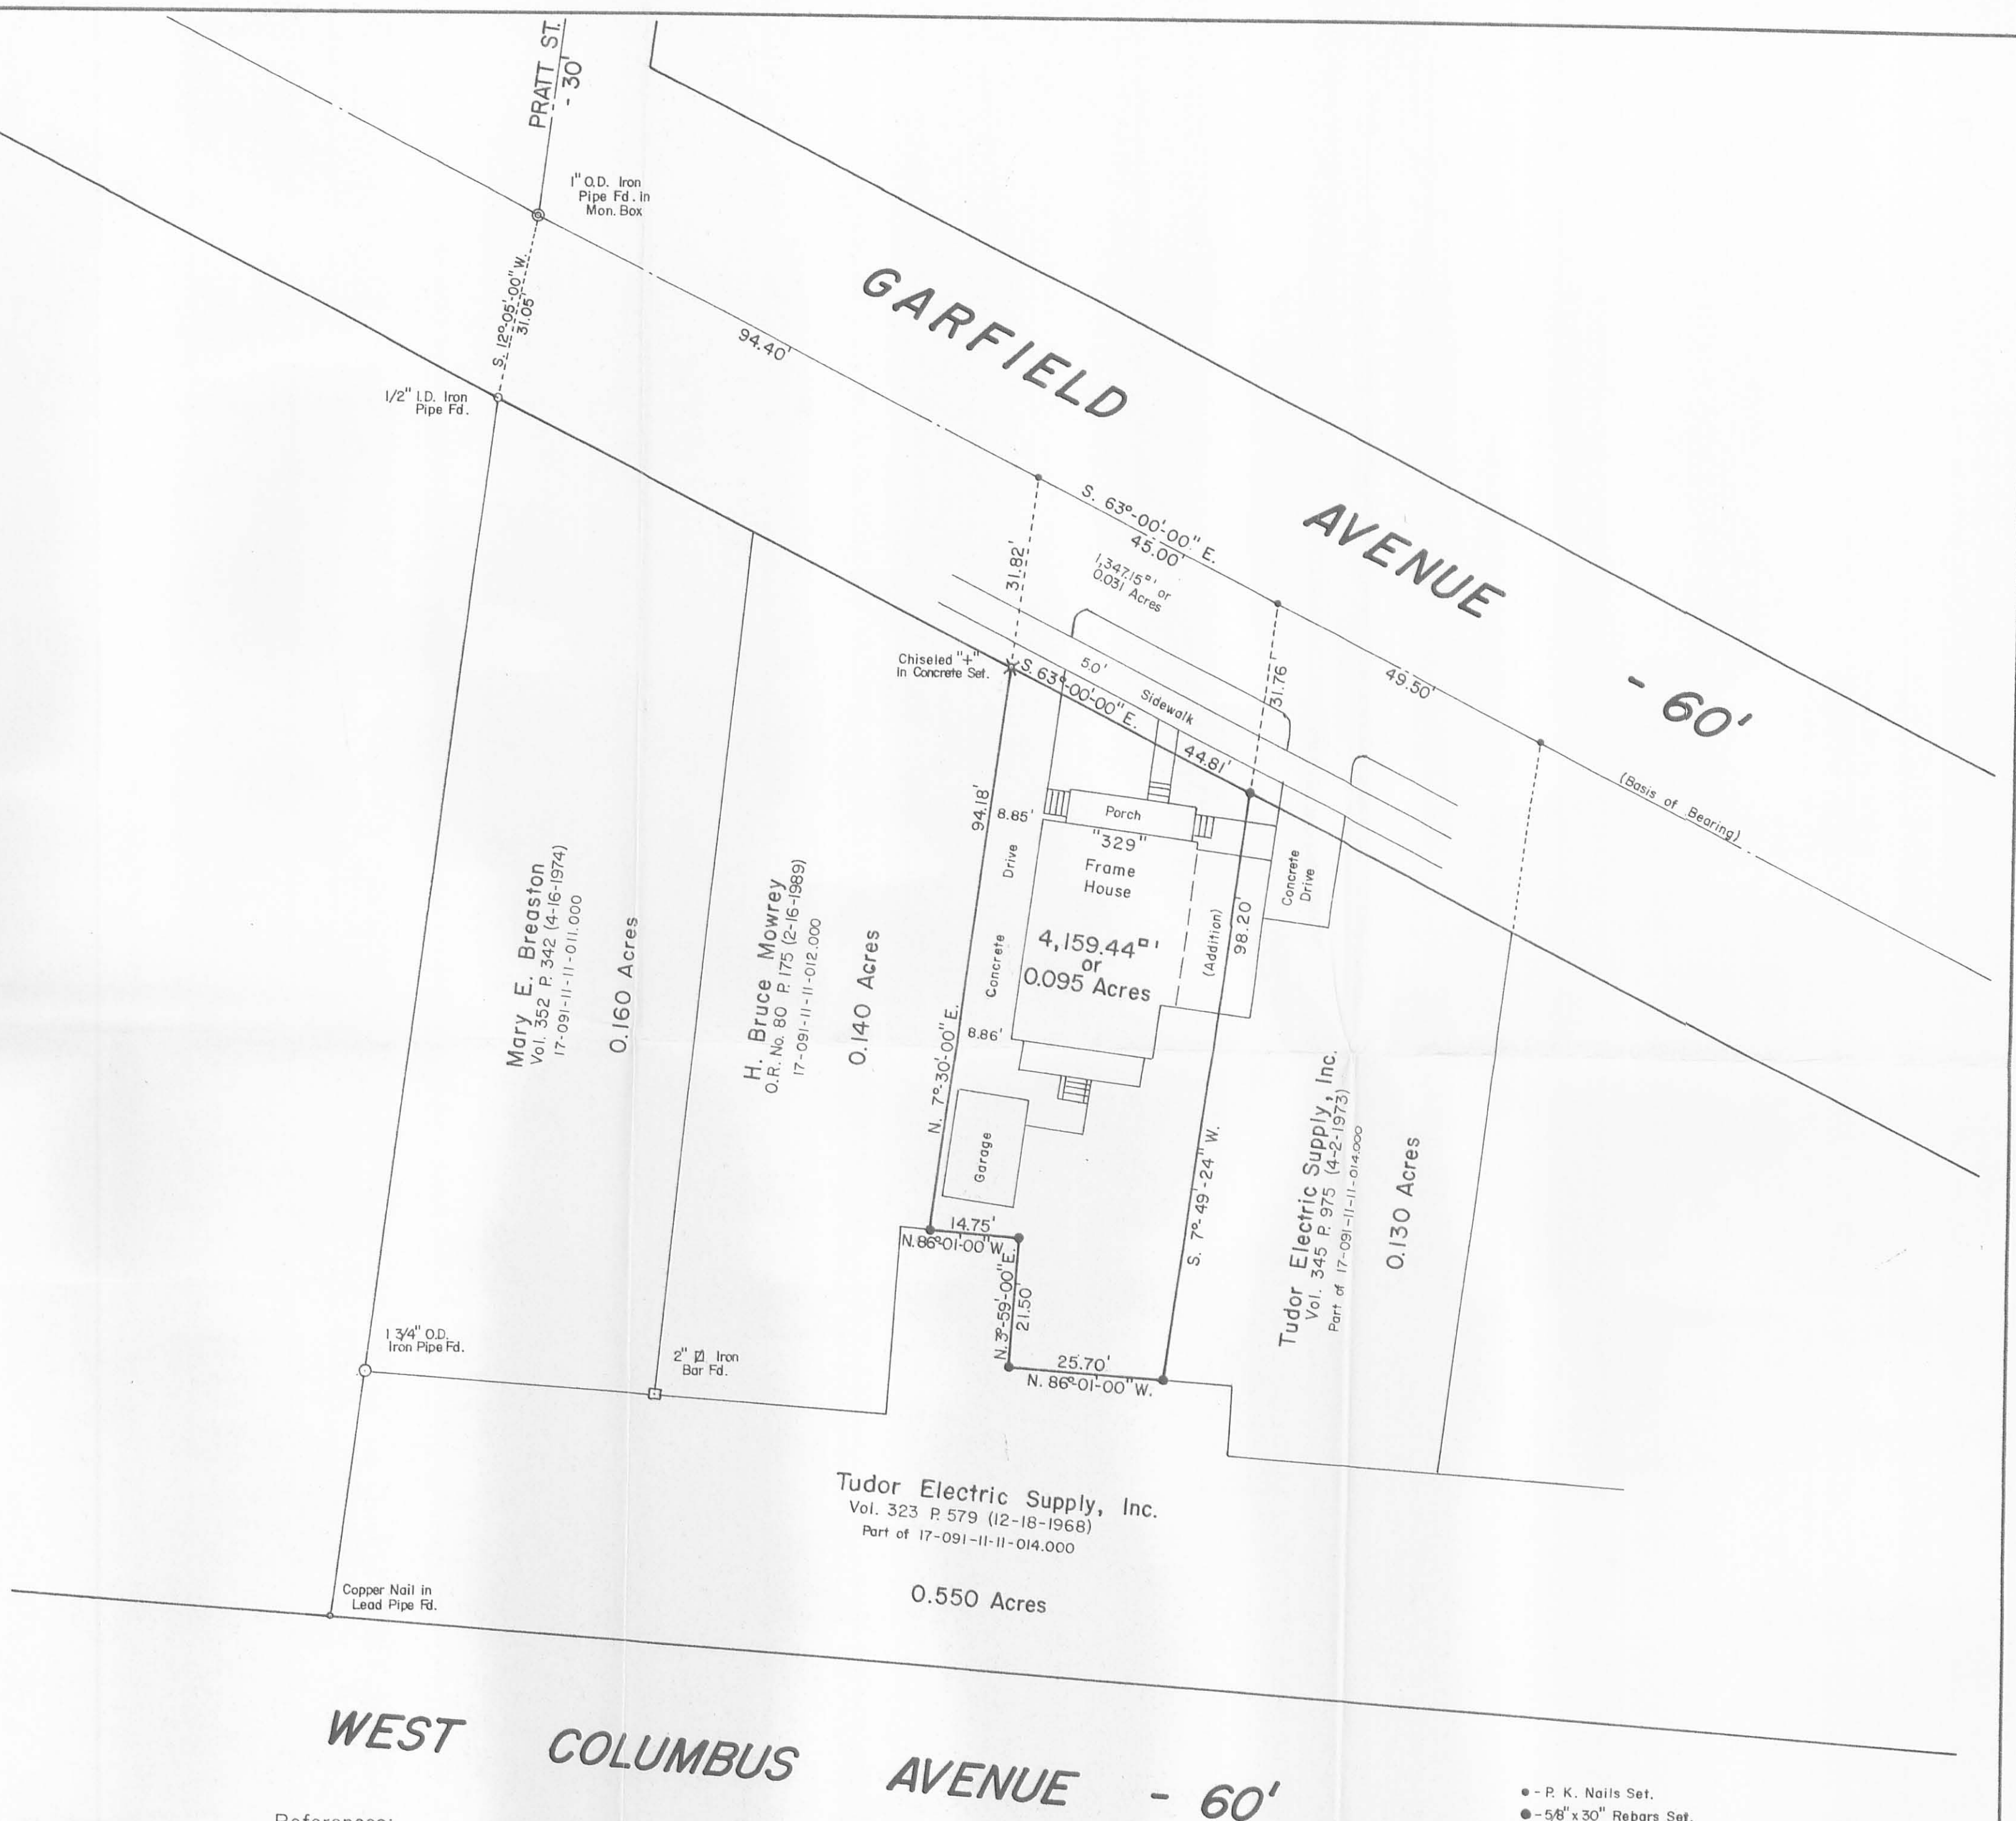 PRATT ST.
- 30'
1" O.D. Iron
Pipe Fd. in
Mon. Box
S. 12°-05'-00" W.
31.05'
1/2" I.D. Iron
Pipe Fd.
GARFIELD
AVENUE
- 60'
94.40'
S. 63°-00'-00" E.
45.00'
1,347.15□' or
0.031 Acres
31.82'
31.76'
49.50'
(Basis of Bearing)
Chiseled "+"
In Concrete Set.
S. 63°-00'-00" E.
44.81'
5.0'
Sidewalk
94.18'
N. 7°-30'-00" E.
8.85'
Concrete Drive
8.86'
Porch
"329"
Frame
House
4,159.44□'
or
0.095 Acres
(Addition)
98.20'
S. 7°-49'-24" W.
Concrete
Drive
Garage
14.75'
N. 86°-01'-00" W.
N. 3°-59'-00" E.
21.50'
25.70'
N. 86°-01'-00" W.
Mary E. Breaston
Vol. 352 P. 342 (4-16-1974)
17-091-11-11-011.000
0.160 Acres
H. Bruce Mowrey
O.R. No. 80 P. 175 (2-16-1989)
17-091-11-11-012.000
0.140 Acres
Tudor Electric Supply, Inc.
Vol. 345 P. 975 (4-2-1973)
Part of 17-091-11-11-014.000
0.130 Acres
1 3/4" O.D.
Iron Pipe Fd.
2" ⍁ Iron
Bar Fd.
Tudor Electric Supply, Inc.
Vol. 323 P. 579 (12-18-1968)
Part of 17-091-11-11-014.000
0.550 Acres
Copper Nail in
Lead Pipe Fd.
WEST COLUMBUS AVENUE - 60'
● - P. K. Nails Set.
● - 5/8" x 30" Rebars Set.
References: